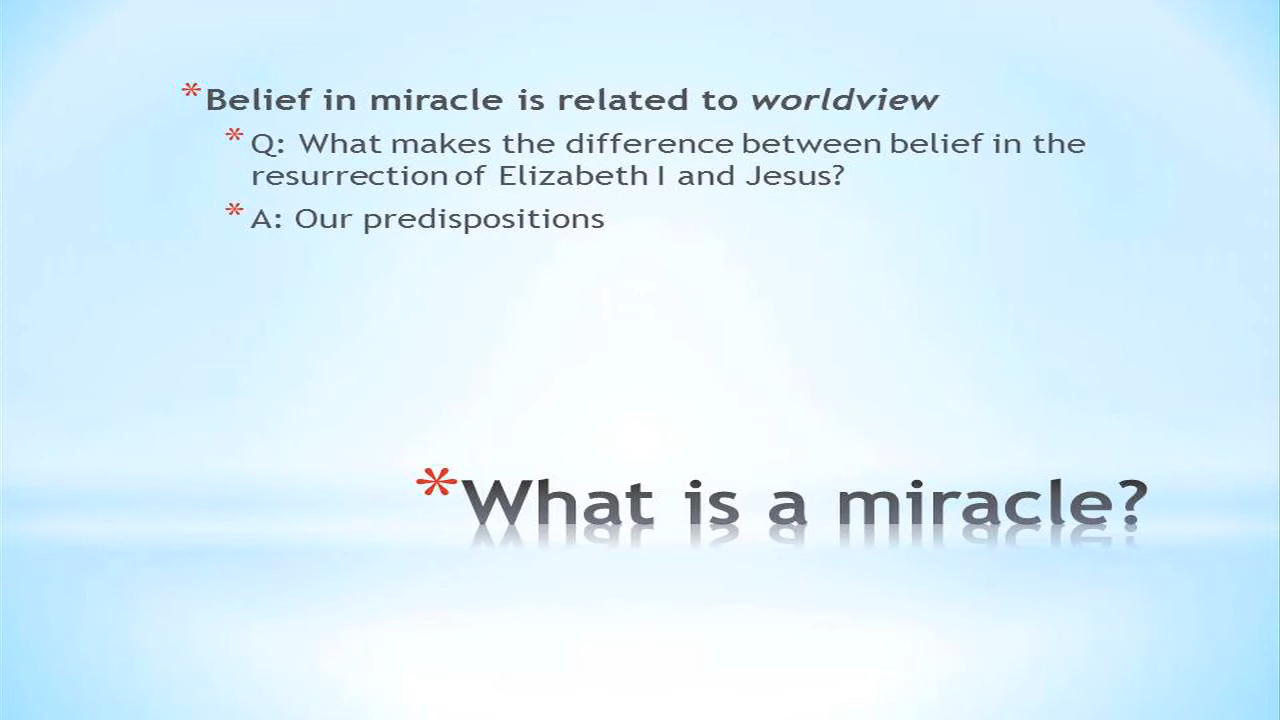 *Belief in miracle is related to worldview
*Q: What makes the difference between belief in the
resurrection of Elizabeth I and Jesus?
*A: Our predispositions
*What is a miracle?